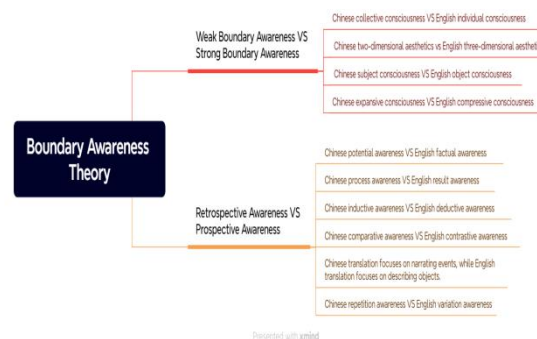 Boundary Awareness
Theory
Weak Boundary Awareness VS
Strong Boundary Awareness
Chinese collective consciousness VS English individual consciousness
Chinese two-dimensional aesthetics vs English three-dimensional aestheti
Chinese subject consciousness VS English object consciousness
Chinese expansive consciousness VS English compressive consciousness
Retrospective Awareness VS
Prospective Awareness
Chinese potential awareness VS English factual awareness
Chinese process awareness VS English result awareness
Chinese inductive awareness VS English deductive awareness
Chinese comparative awareness VS English contrastive awareness
Chinese translation focuses on narrating events, while English
translation focuses on describing objects.
Chinese repetition awareness VS English variation awareness
Presented with xmind